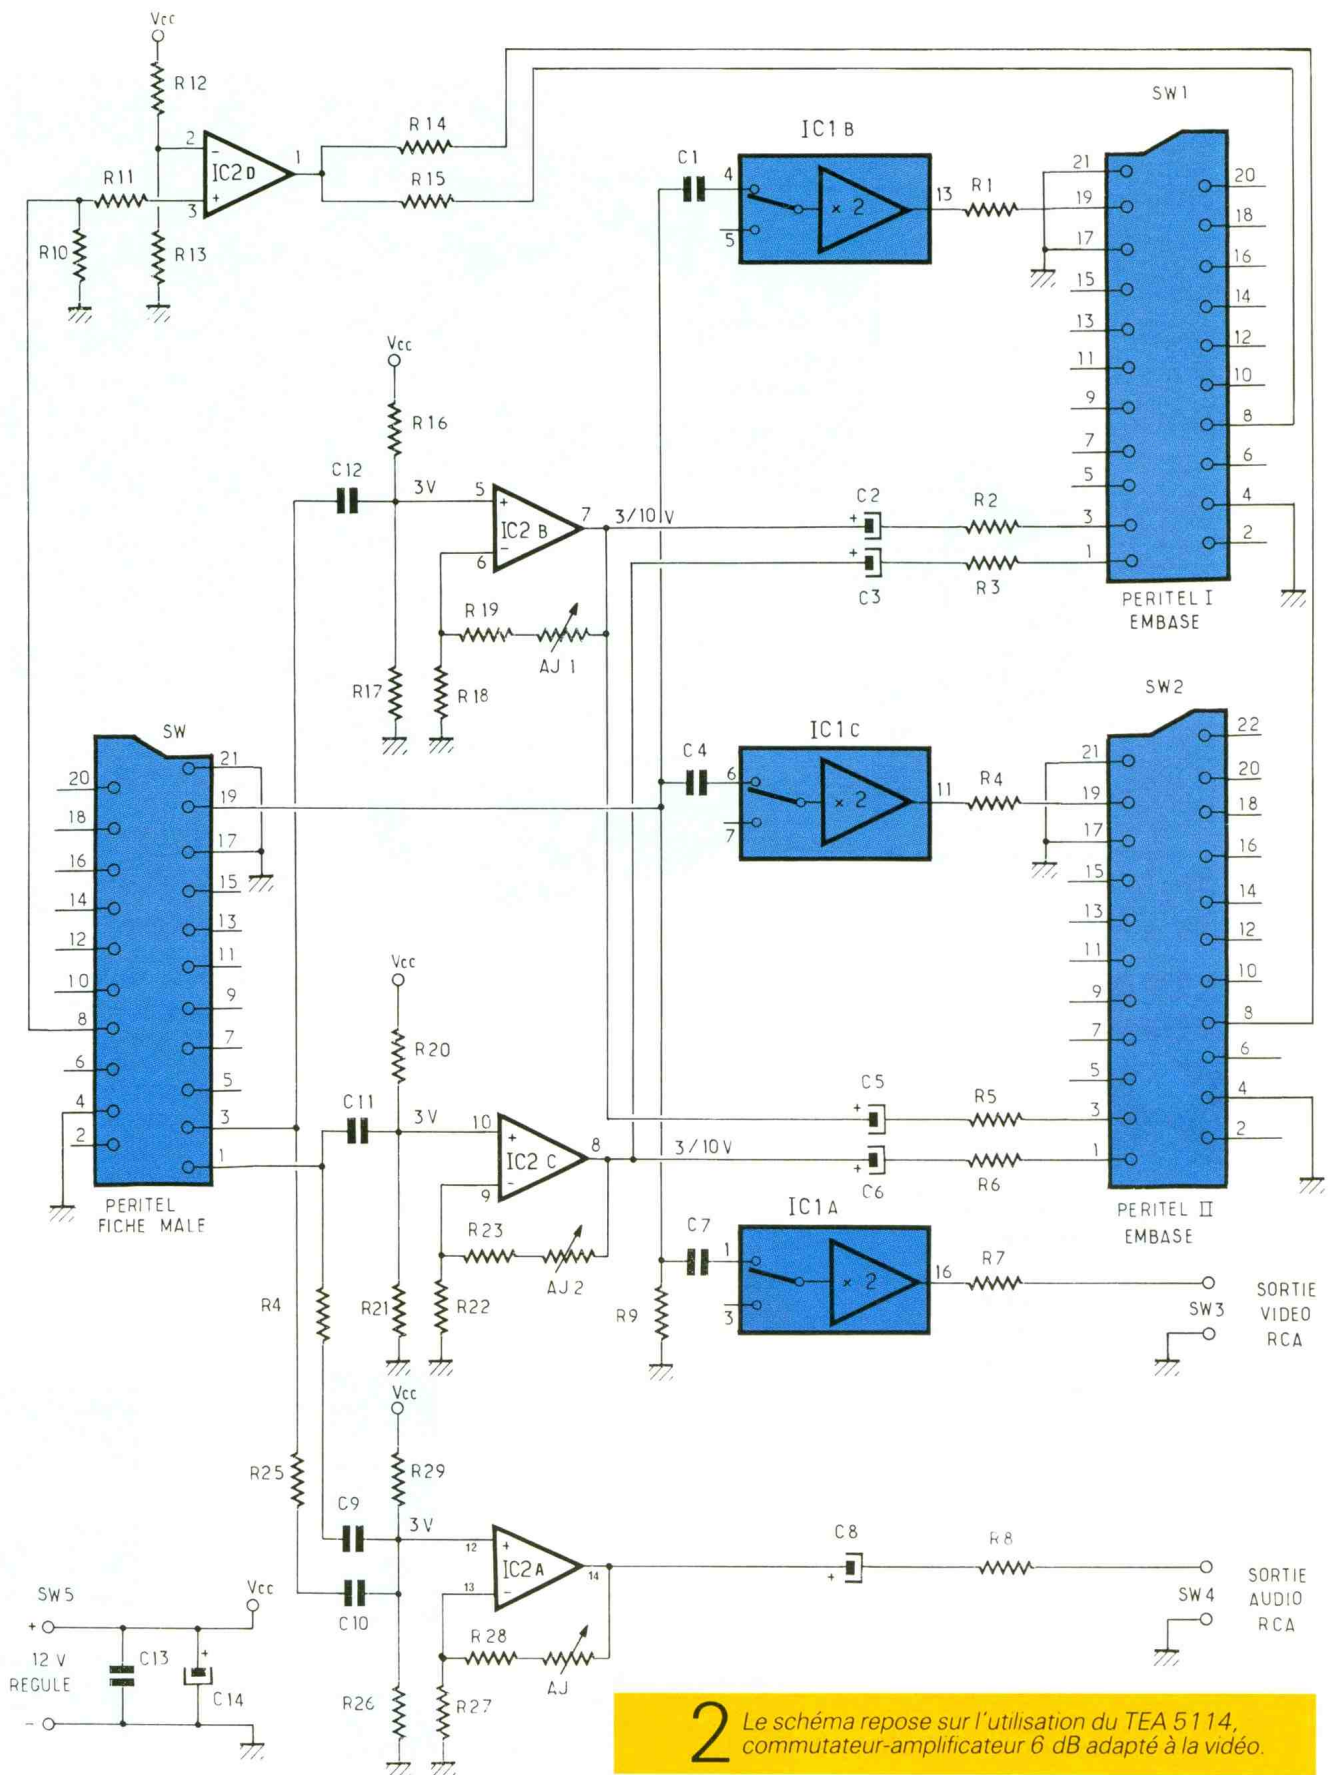 Vcc
R12
2
1
IC2D
-
+
3
R11
R10
R13
R14
R15
C1
IC1B
4
5
× 2
13
R1
SW1
21
19
17
15
13
11
9
7
5
3
1
20
18
16
14
12
10
8
6
4
2
PERITEL I
EMBASE
Vcc
R16
C12
3V
5
+
IC2 B
-
6
7
3/10 V
R19
AJ 1
R17
R18
C2
+
R2
+
C3
R3
SW
20
18
16
14
12
10
8
6
4
2
21
19
17
15
13
11
9
7
5
3
1
PERITEL
FICHE MALE
C4
IC1C
6
7
× 2
11
R4
SW2
21
19
17
15
13
11
9
7
5
3
1
22
20
18
16
14
12
10
8
6
4
2
PERITEL II
EMBASE
Vcc
R20
C11
3V
10
+
IC2 C
-
9
8
3/10V
R23
AJ 2
R21
R22
R4
C5
+
R5
+
C6
R6
C7
IC1A
1
3
× 2
16
R7
R9
SW3
SORTIE
VIDEO
RCA
Vcc
R29
R25
C9
3V
12
+
IC2A
-
13
14
C10
R28
AJ
R26
R27
C8
+
R8
SW4
SORTIE
AUDIO
RCA
SW5
+
12 V
REGULE
-
C13
Vcc
+
C14
2 Le schéma repose sur l'utilisation du TEA 5114,
commutateur-amplificateur 6 dB adapté à la vidéo.